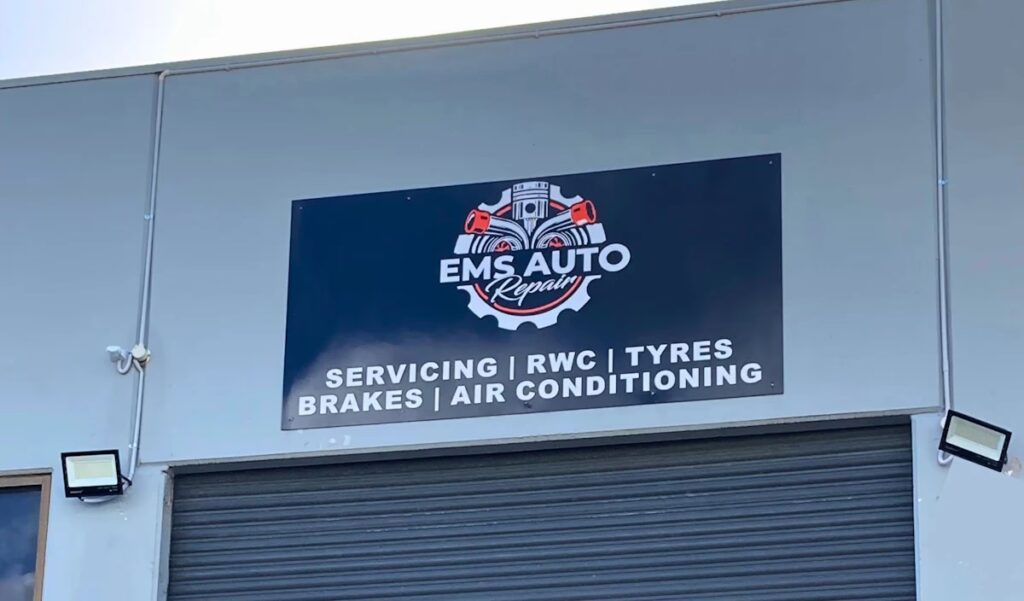 EMS AUTO
Repair
SERVICING | RWC | TYRES
BRAKES | AIR CONDITIONING